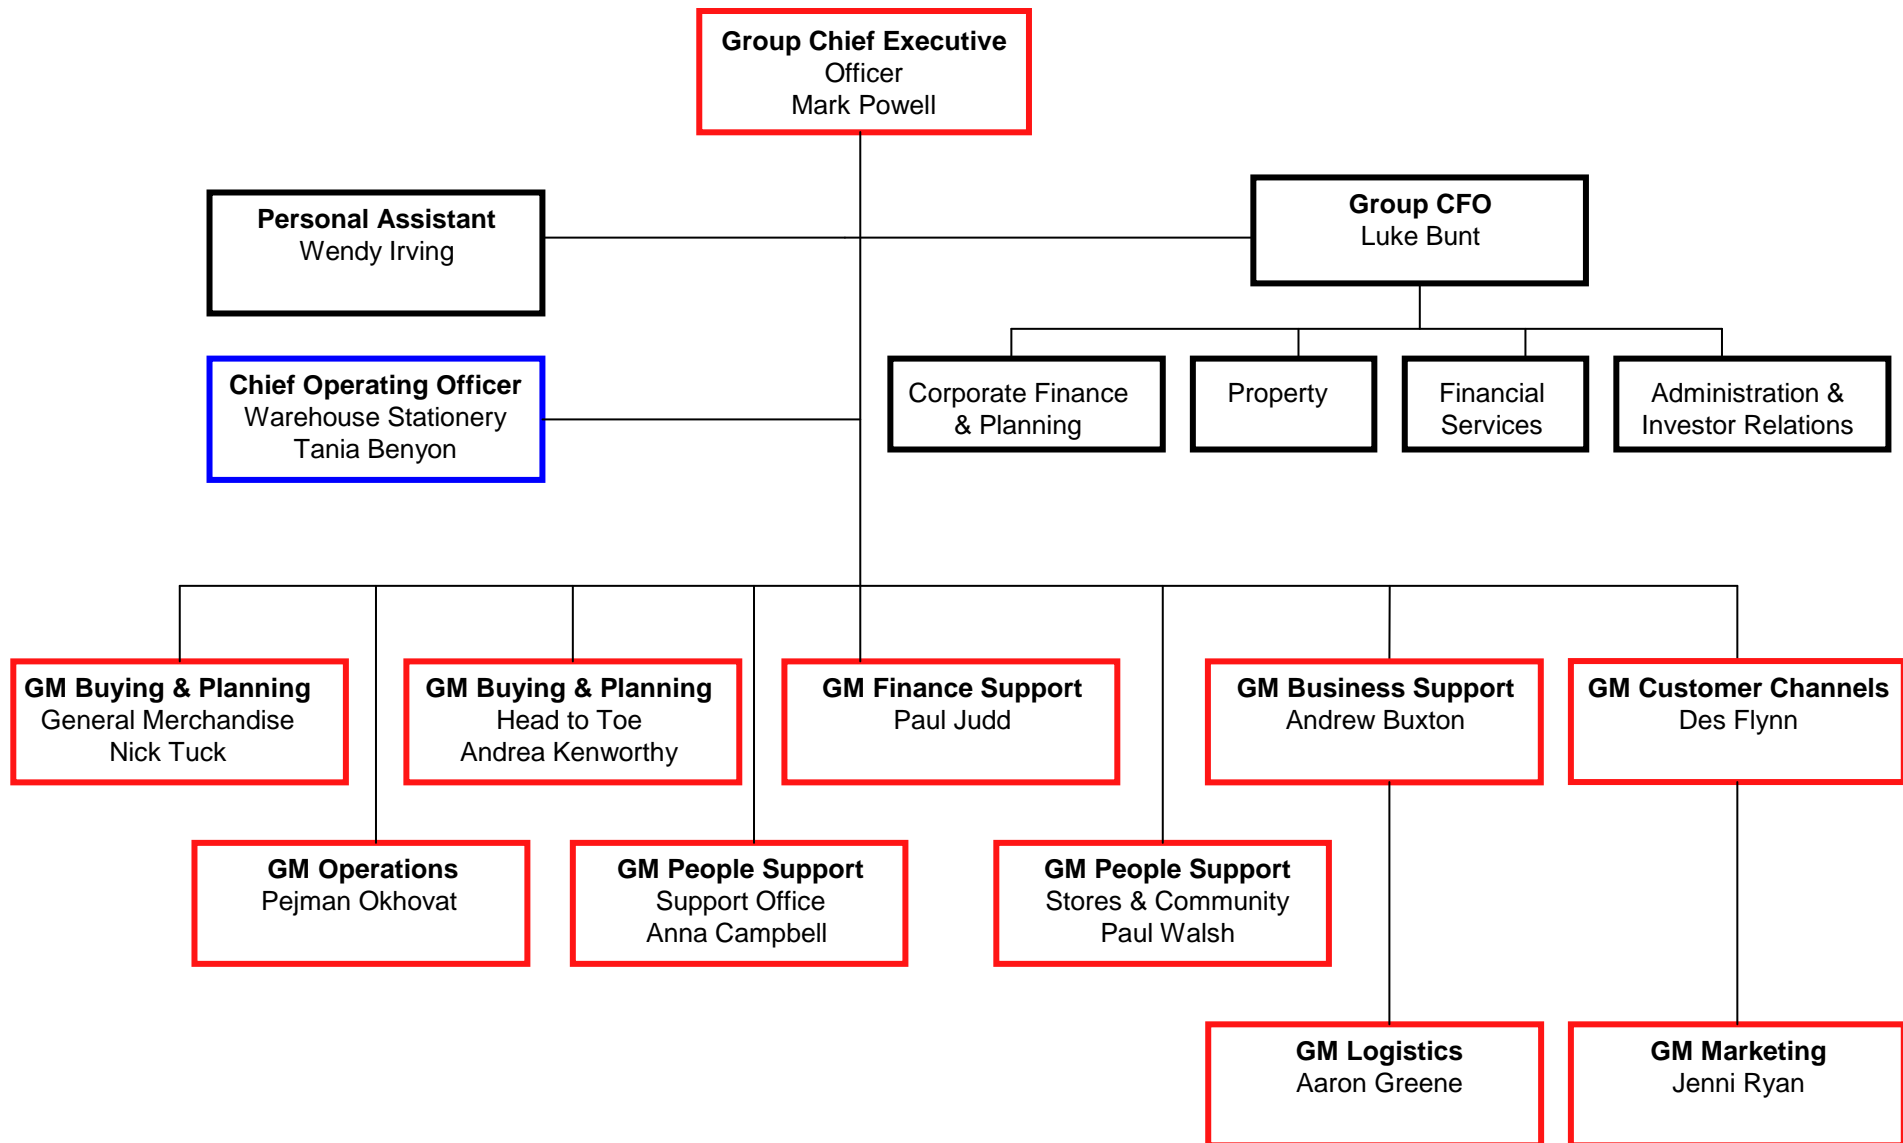 Group Chief Executive
Officer
Mark Powell
Personal Assistant
Wendy Irving
Group CFO
Luke Bunt
Chief Operating Officer
Warehouse Stationery
Tania Benyon
Corporate Finance
& Planning
Property
Financial
Services
Administration &
Investor Relations
GM Buying & Planning
General Merchandise
Nick Tuck
GM Buying & Planning
Head to Toe
Andrea Kenworthy
GM Finance Support
Paul Judd
GM Business Support
Andrew Buxton
GM Customer Channels
Des Flynn
GM Operations
Pejman Okhovat
GM People Support
Support Office
Anna Campbell
GM People Support
Stores & Community
Paul Walsh
GM Logistics
Aaron Greene
GM Marketing
Jenni Ryan